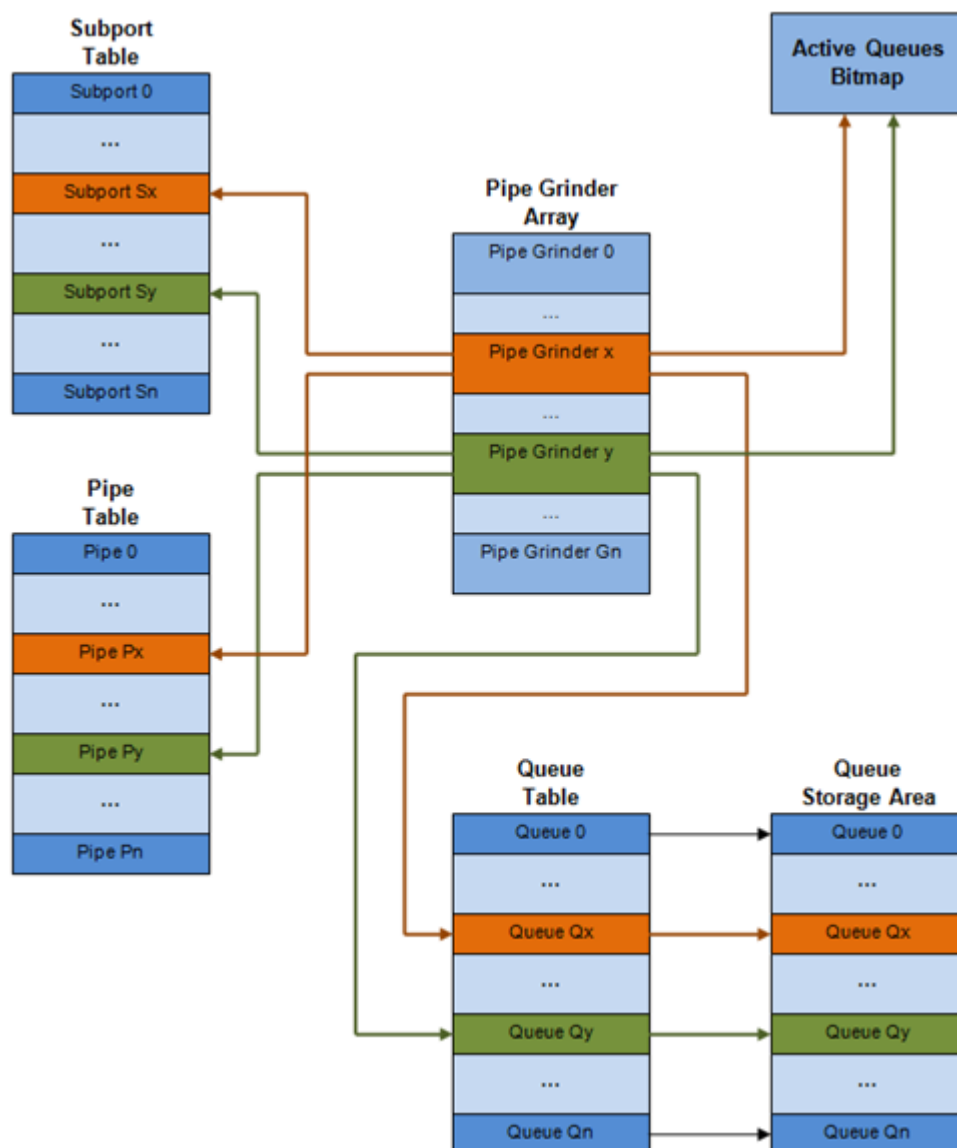 Subport
Table
Subport 0
...
Subport Sx
...
Subport Sy
...
Subport Sn
Active Queues
Bitmap
Pipe Grinder
Array
Pipe Grinder 0
...
Pipe Grinder x
...
Pipe Grinder y
...
Pipe Grinder Gn
Pipe
Table
Pipe 0
...
Pipe Px
...
Pipe Py
...
Pipe Pn
Queue
Table
Queue 0
...
Queue Qx
...
Queue Qy
...
Queue Qn
Queue
Storage Area
Queue 0
...
Queue Qx
...
Queue Qy
...
Queue Qn